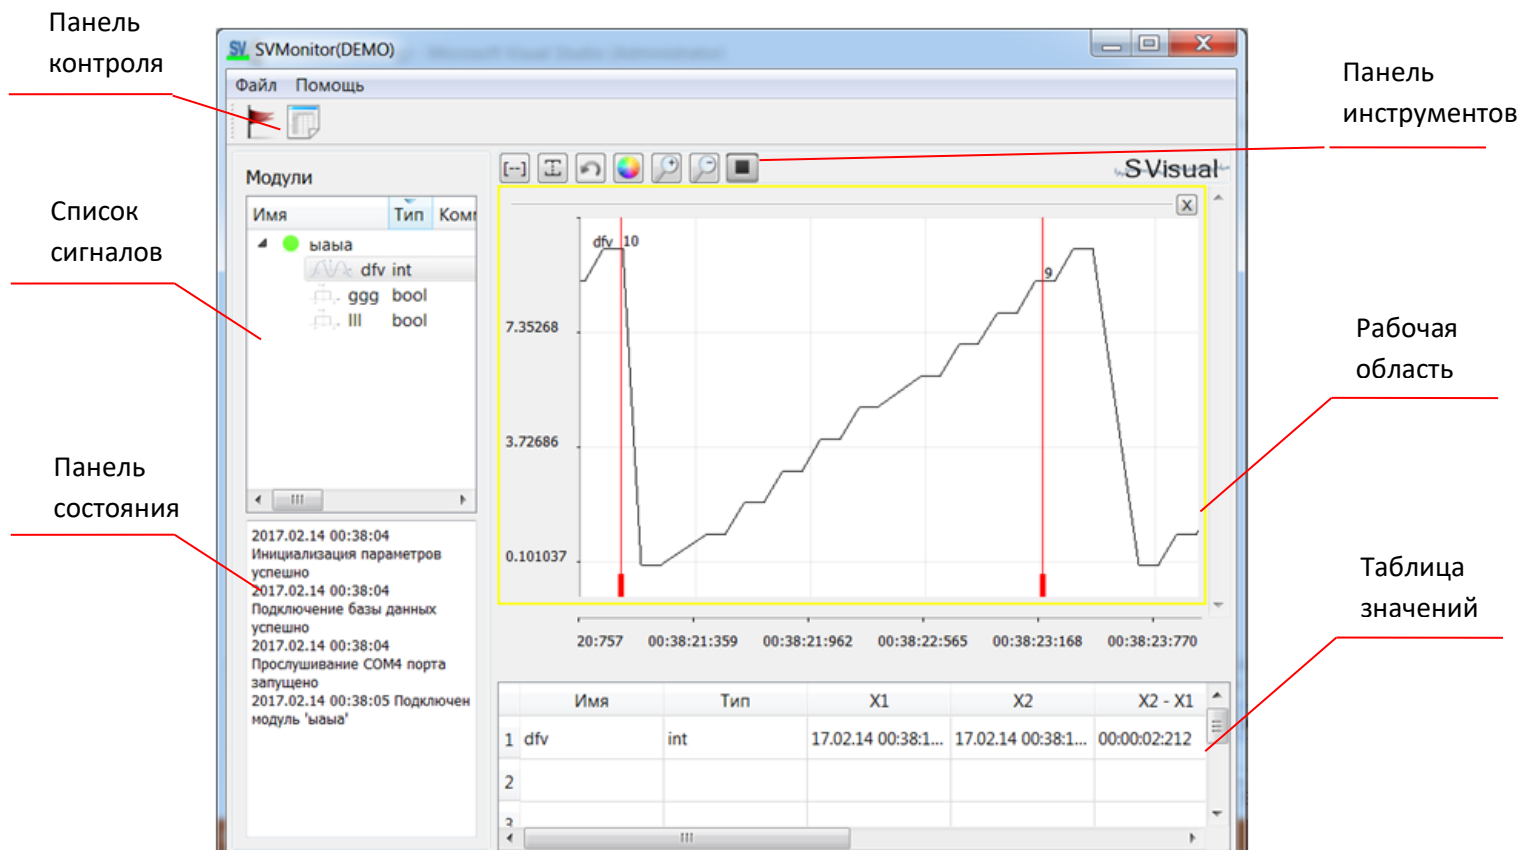 Панель
контроля
SV SVMonitor(DEMO)
Файл Помощь
Панель
инструментов
Модули
[--]
SVisual
Список
сигналов
Имя Тип
ыаыа
dfv int
ggg bool
lll bool
X
dfv 10
9
7.35268
3.72686
0.101037
Рабочая
область
Панель
состояния
2017.02.14 00:38:04
Инициализация параметров
успешно
2017.02.14 00:38:04
Подключение базы данных
успешно
2017.02.14 00:38:04
Прослушивание COM4 порта
запущено
2017.02.14 00:38:05 Подключен
модуль 'ыаыа'
20:757 00:38:21:359 00:38:21:962 00:38:22:565 00:38:23:168 00:38:23:770
Таблица
значений
Имя Тип X1 X2 X2 - X1
1 dfv int 17.02.14 00:38:1... 17.02.14 00:38:1... 00:00:02:212
2
3